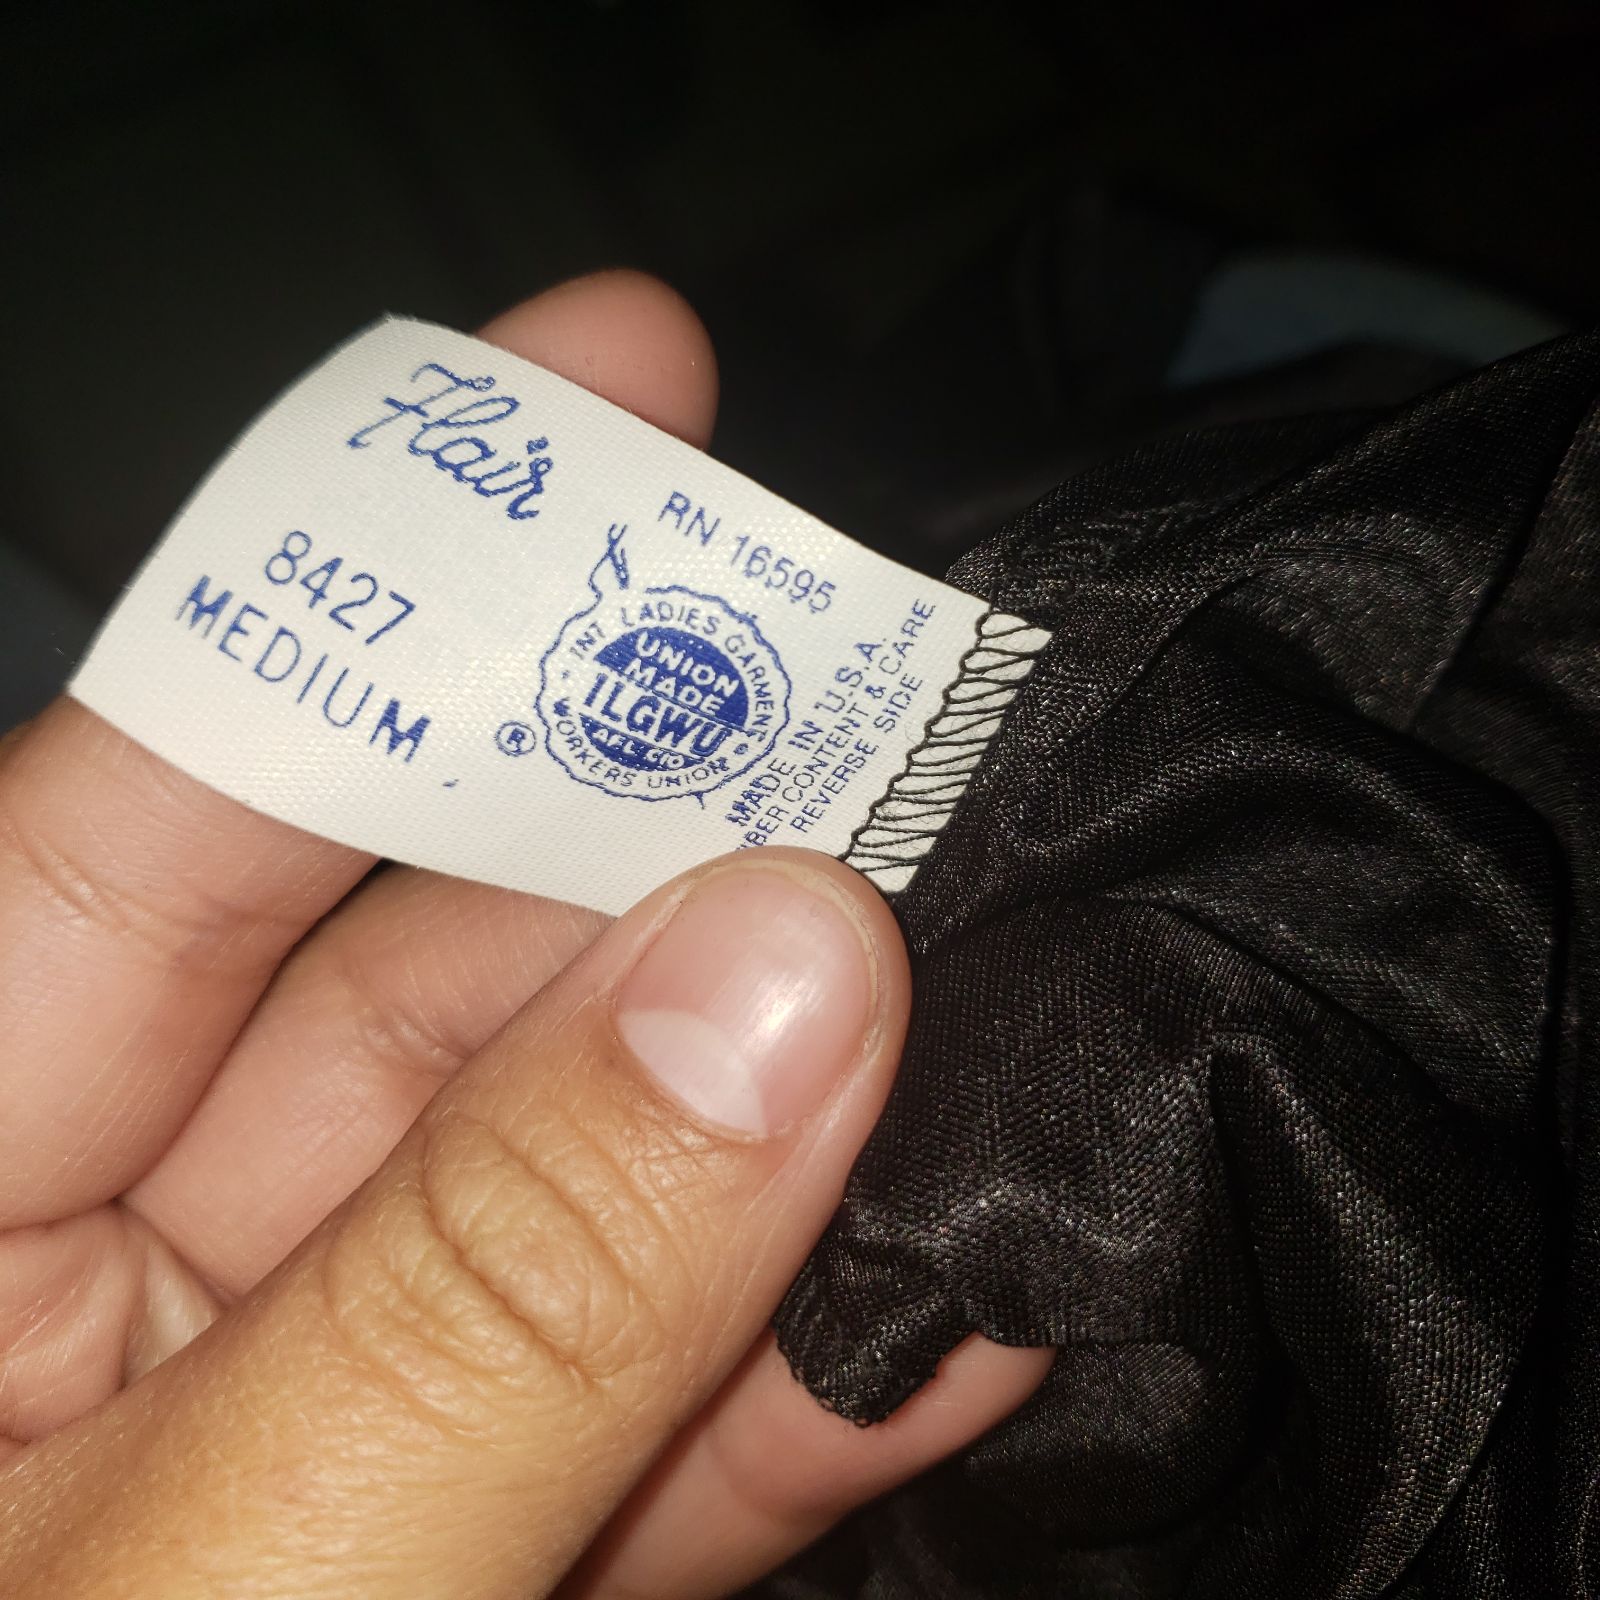 Flair
8427
MEDIUM
RN 16595
INT. LADIES GARMENT
WORKERS UNION
UNION
MADE
ILGWU
AFL-CIO
®
MADE IN U.S.A.
CONTENT & CARE
REVERSE SIDE